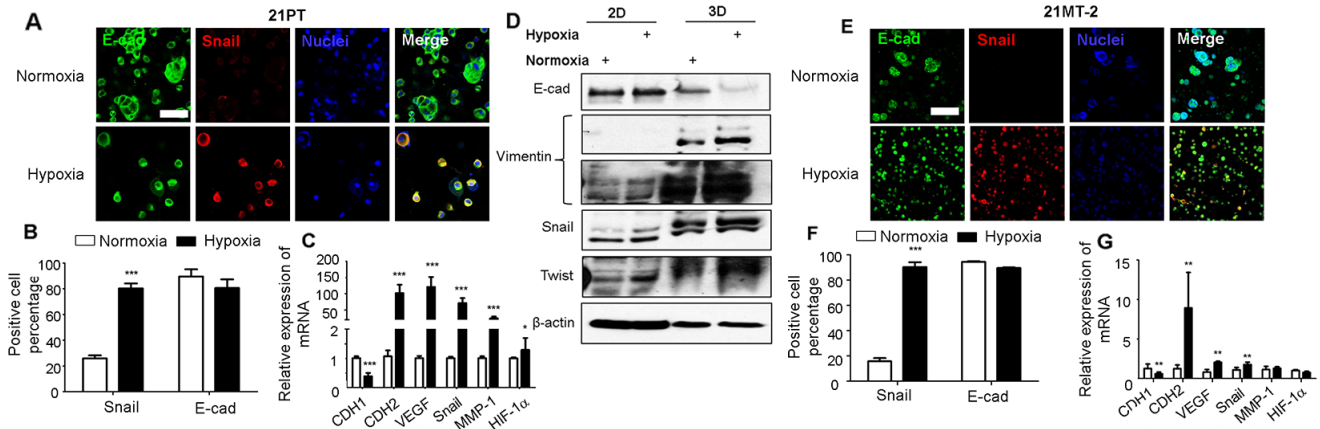 A
21PT
E-cad Snail Nuclei Merge
Normoxia
Hypoxia
B
Normoxia Hypoxia
Positive cell
percentage
100
80
60
40
20
0
***
Snail E-cad
C
Relative expression of
mRNA
200
150
100
50
2
1
0
*** *** *** *** *** *
CDH1 CDH2 VEGF Snail MMP-1 HIF-1α
D
2D 3D
Hypoxia + +
Normoxia + +
E-cad
Vimentin
Snail
Twist
β-actin
E
21MT-2
E-cad Snail Nuclei Merge
Normoxia
Hypoxia
F
Normoxia Hypoxia
Positive cell
percentage
100
80
60
40
20
0
***
Snail E-cad
G
Relative expression of
mRNA
15
10
5
0
** ** ** **
CDH1 CDH2 VEGF Snail MMP-1 HIF-1α